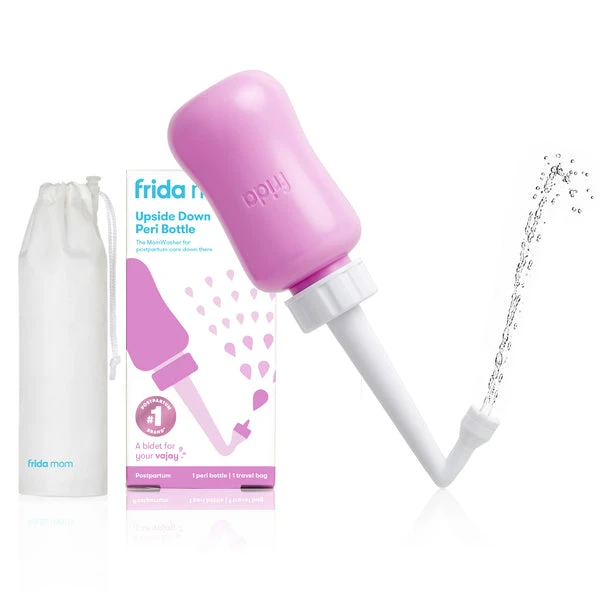 frida mom
Upside Down
Peri Bottle
The MomWasher for
postpartum care down there
POSTPARTUM
#1
BRAND
A bidet for
your vajay
Postpartum
1 peri bottle | 1 travel bag
frida
frida mom